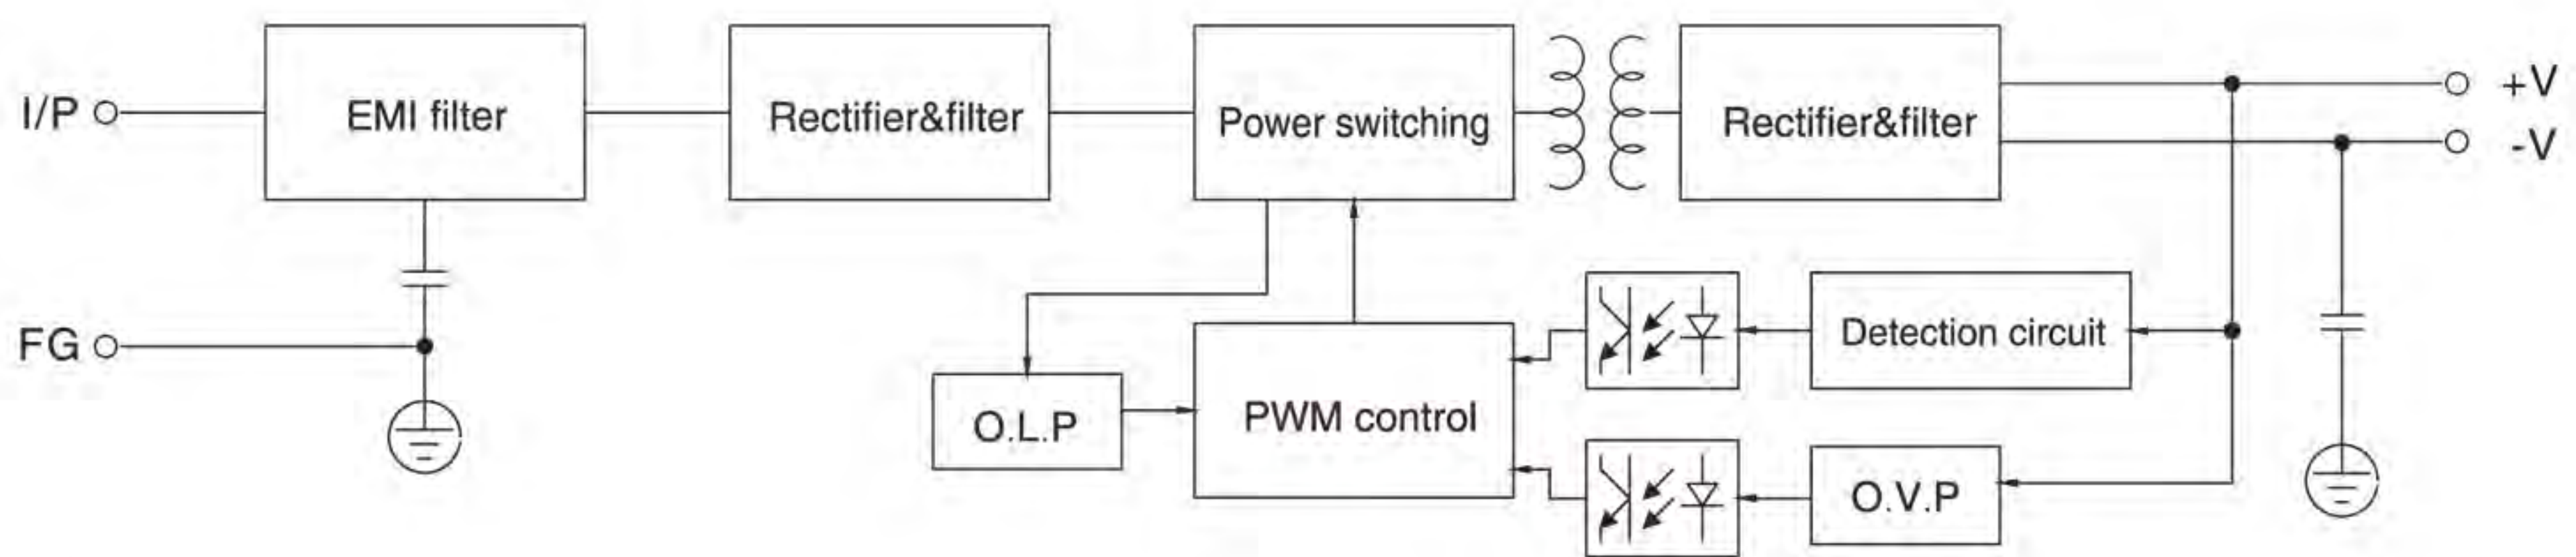 I/P
EMI filter
Rectifier&filter
Power switching
Rectifier&filter
+V
-V
FG
O.L.P
PWM control
Detection circuit
O.V.P